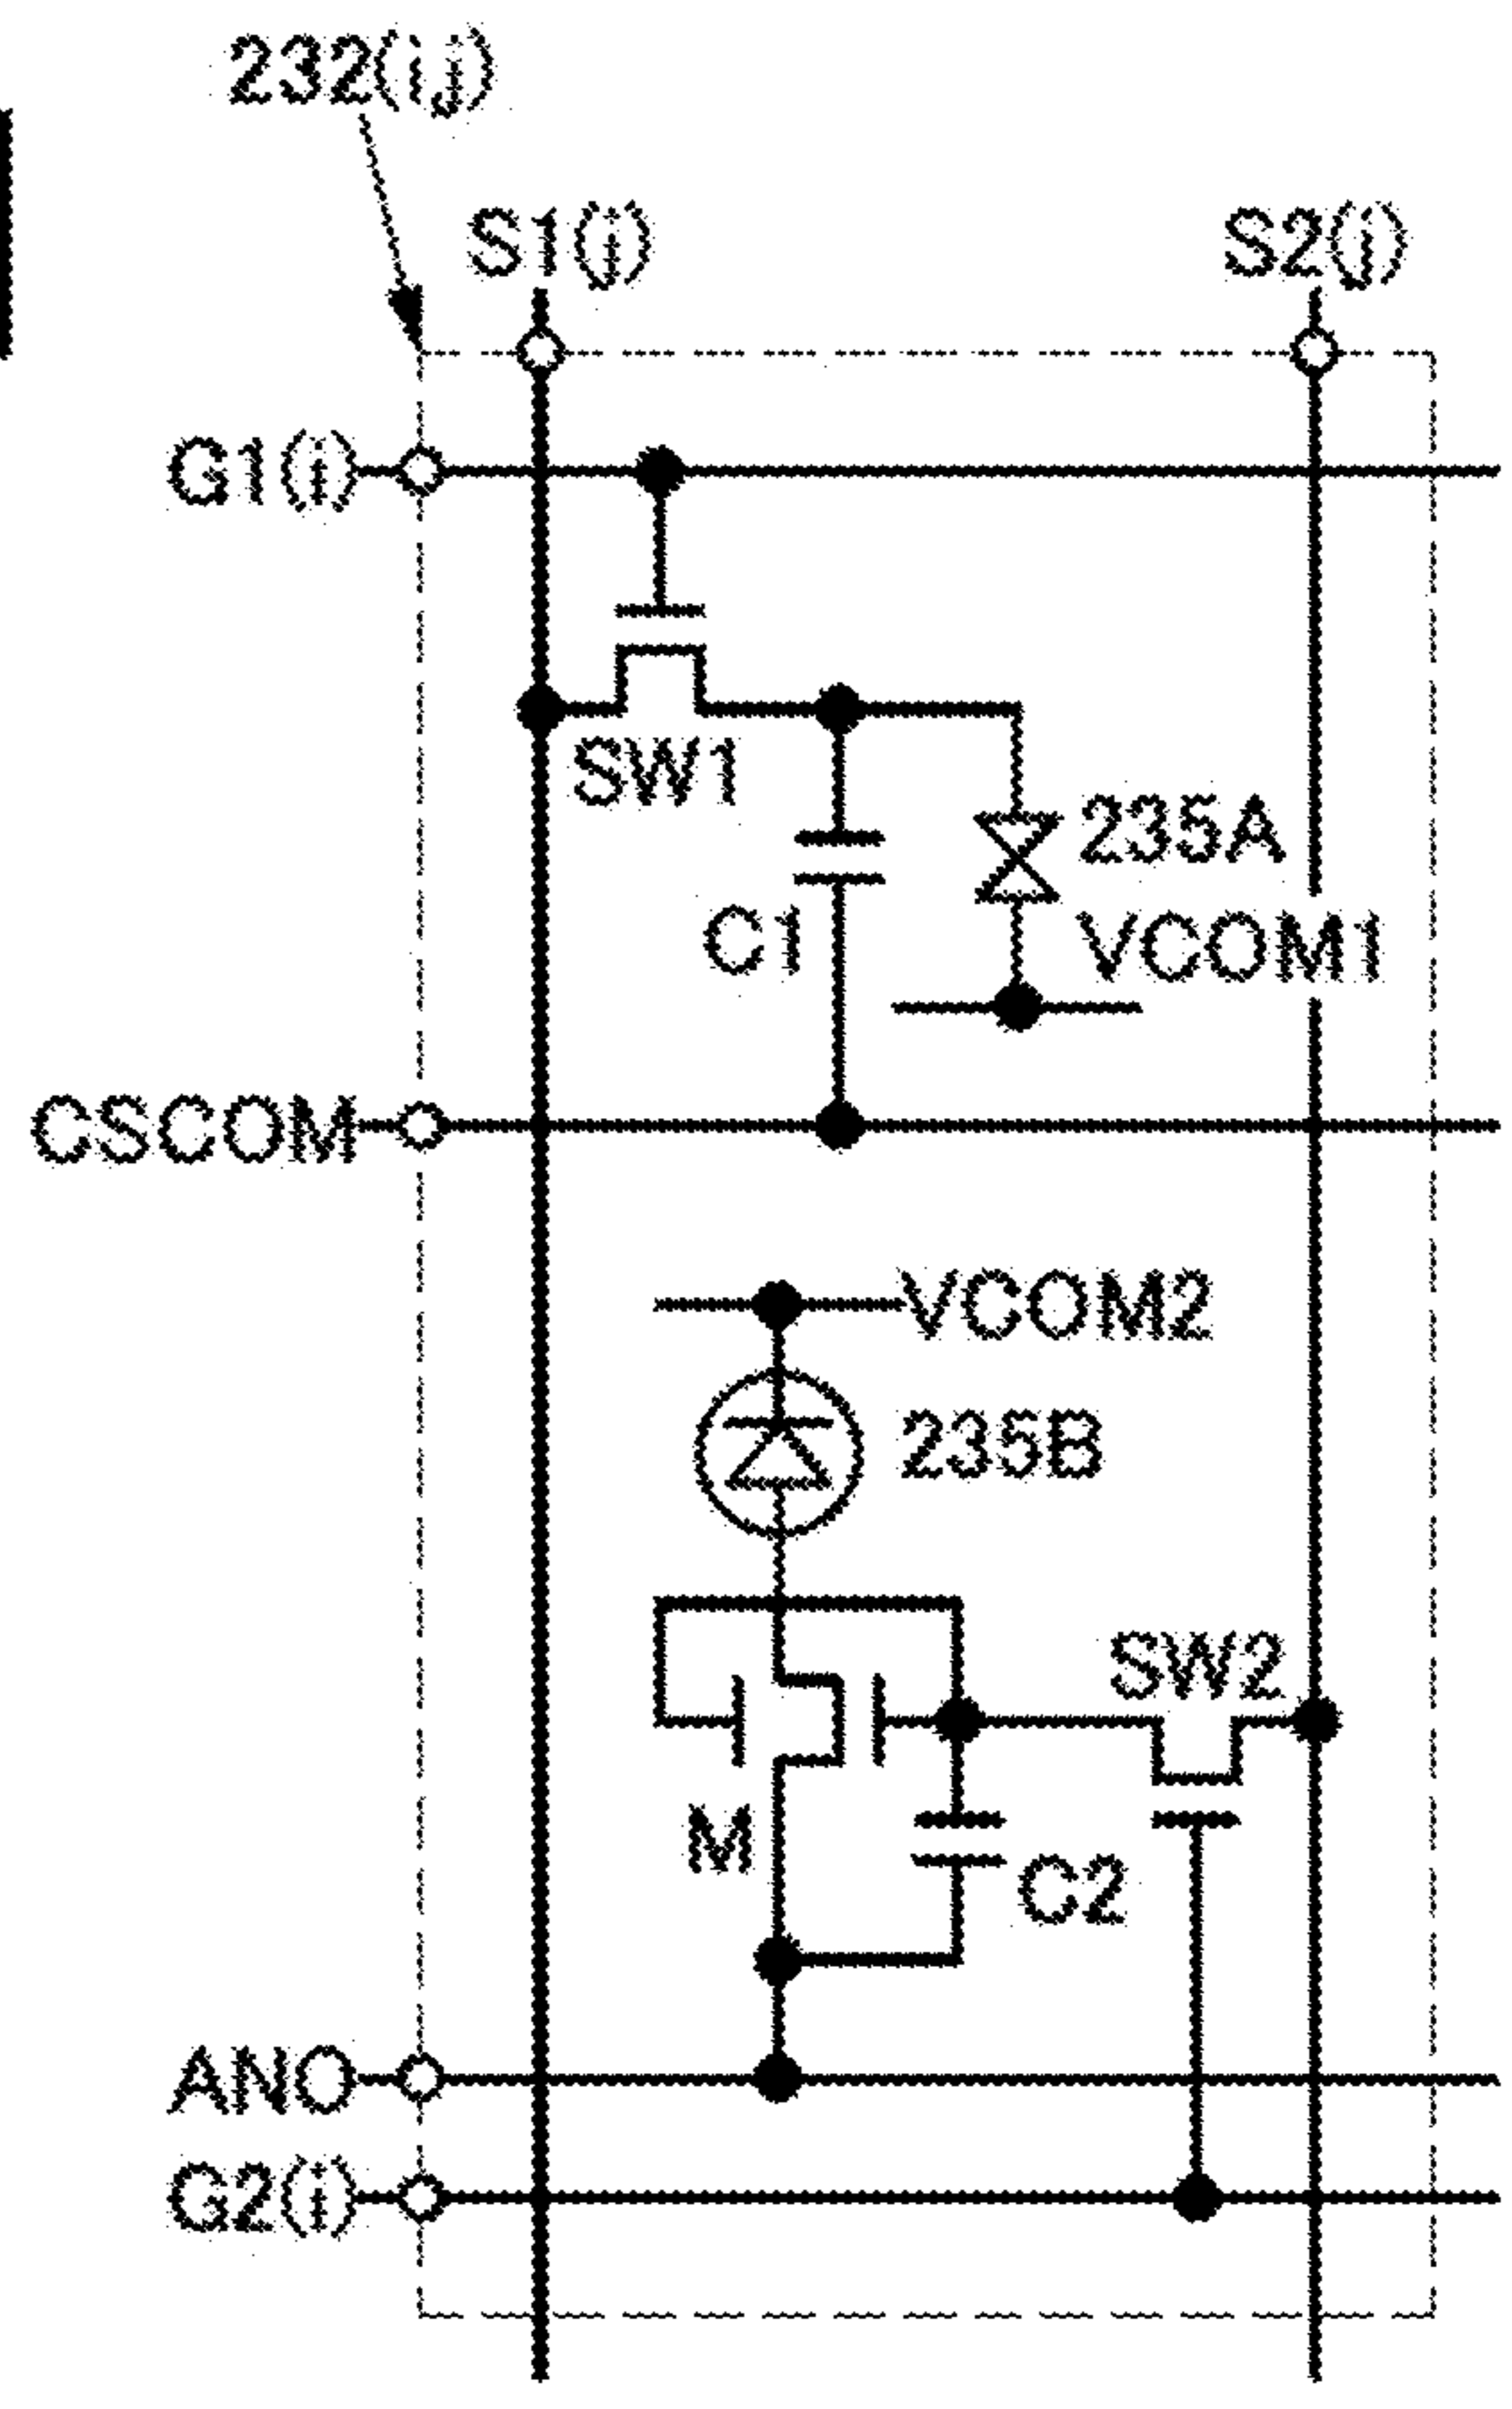 232(i,j)
S1(j)
S2(j)
G1(i)
SW1
235A
C1
VCOM1
CSCOM
VCOM2
235B
SW2
M
C2
ANO
G2(i)